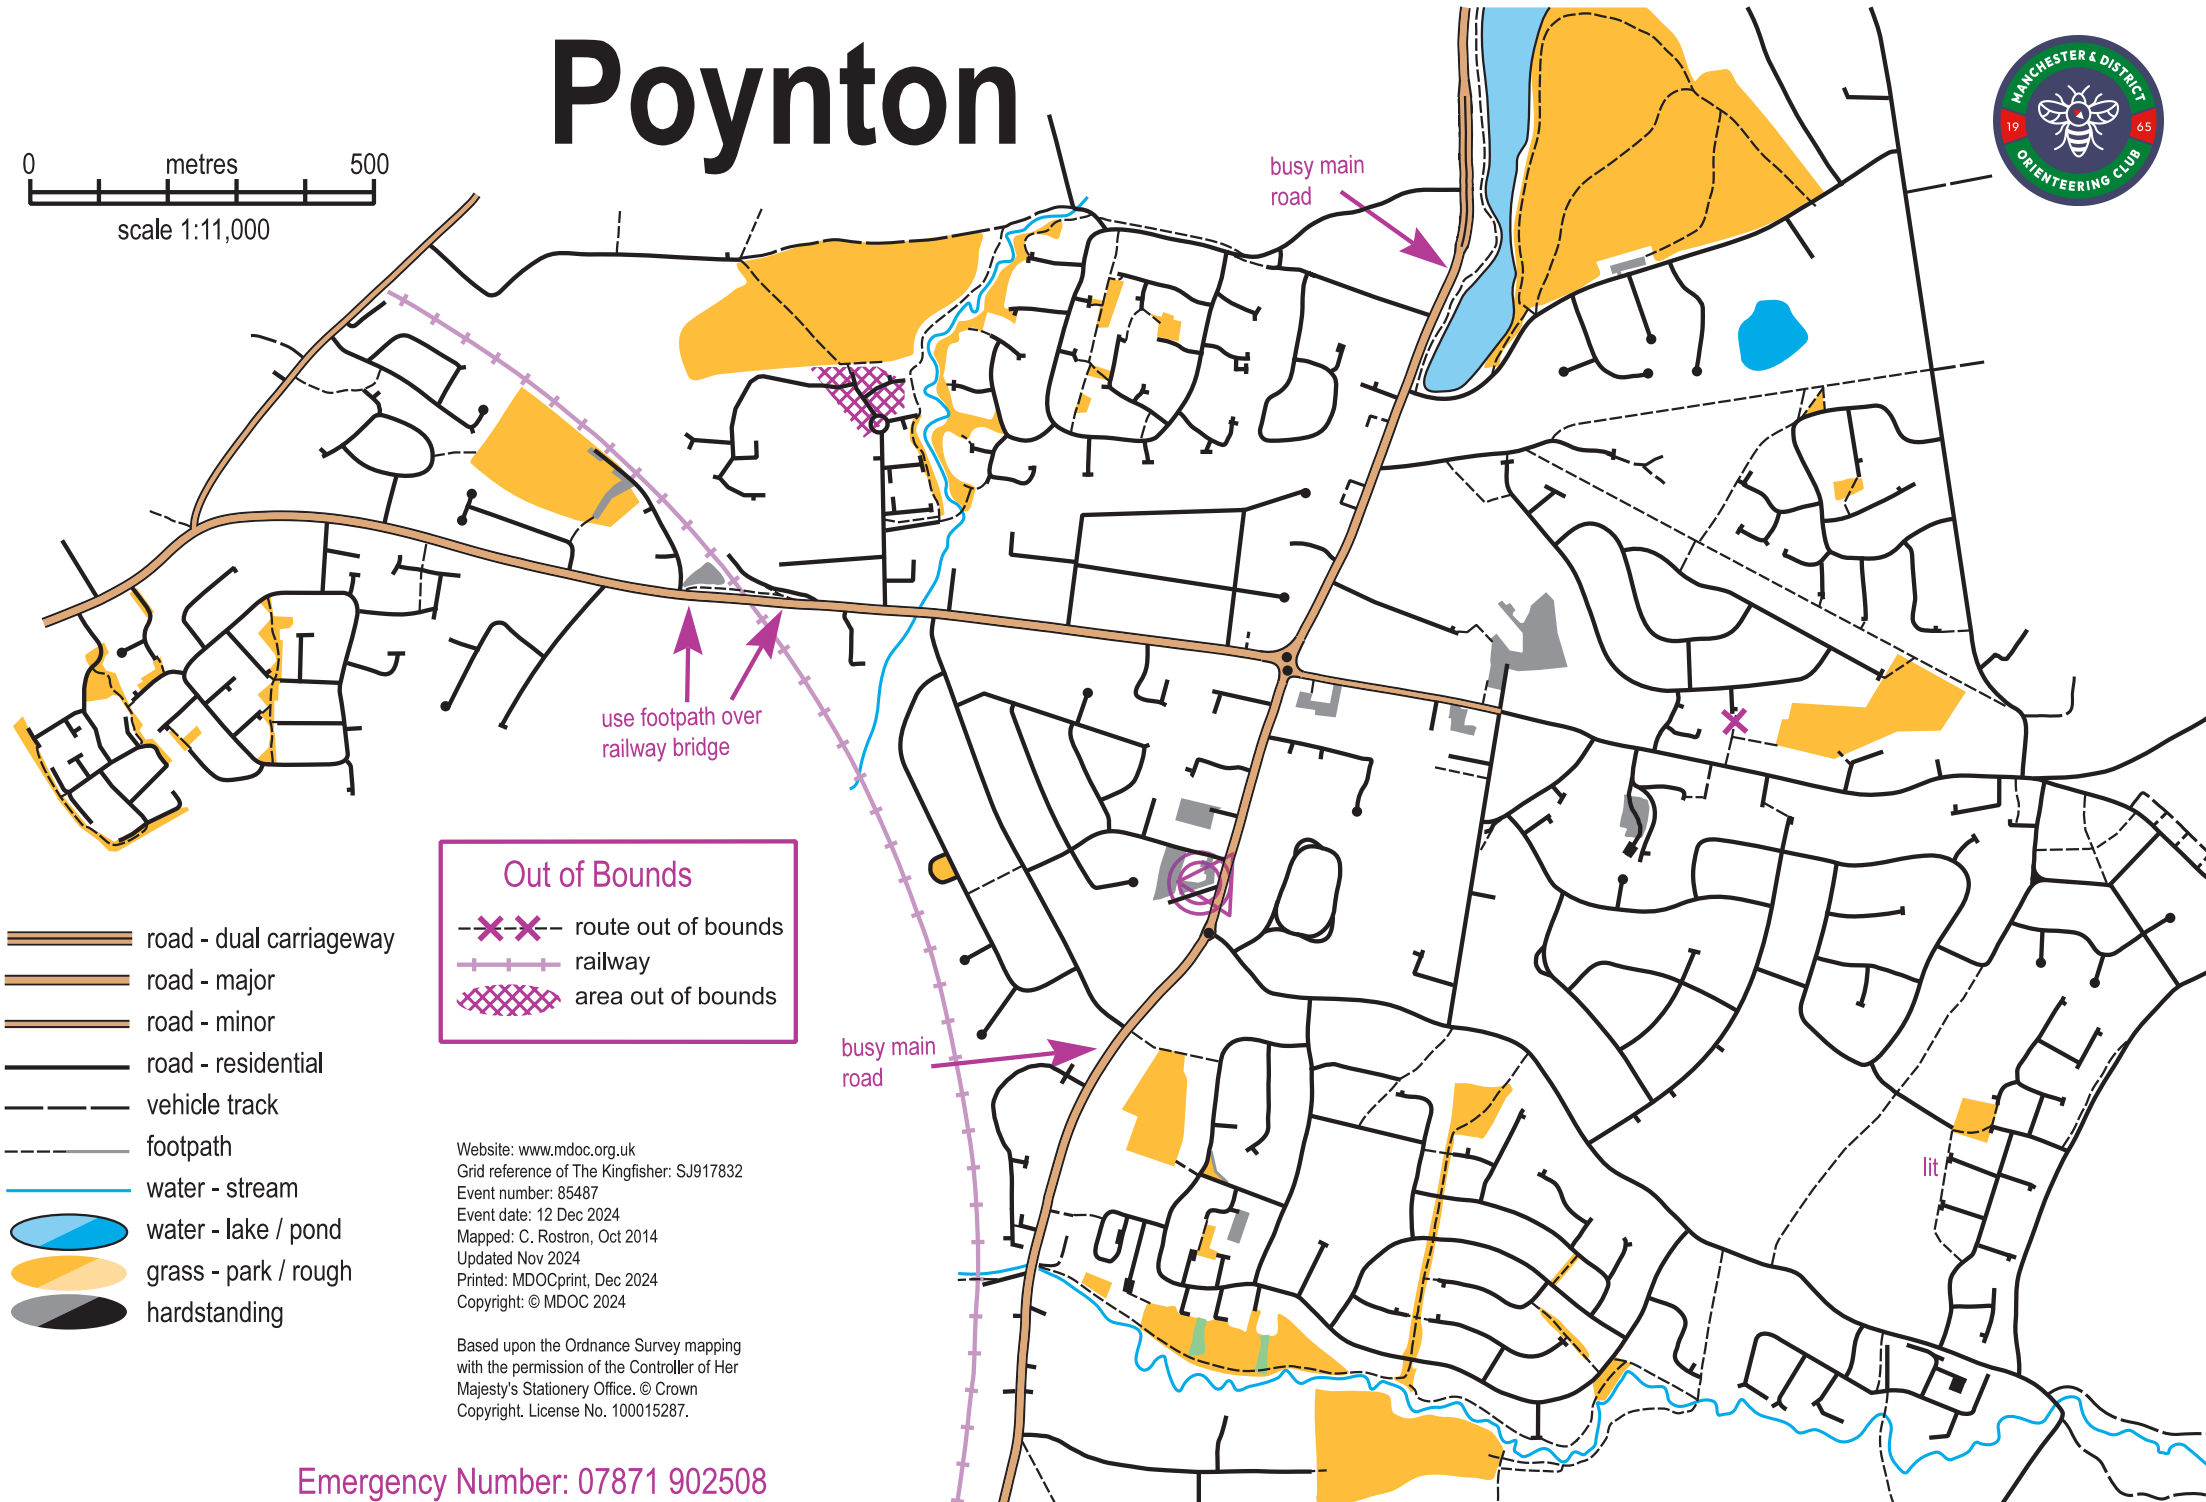 Poynton
MANCHESTER & DISTRICT
19 65
ORIENTEERING CLUB
0 metres 500
scale 1:11,000
busy main
road
use footpath over
railway bridge
Out of Bounds
route out of bounds
railway
area out of bounds
road - dual carriageway
road - major
road - minor
road - residential
vehicle track
footpath
water - stream
water - lake / pond
grass - park / rough
hardstanding
busy main
road
lit
Website: www.mdoc.org.uk
Grid reference of The Kingfisher: SJ917832
Event number: 85487
Event date: 12 Dec 2024
Mapped: C. Rostron, Oct 2014
Updated Nov 2024
Printed: MDOCprint, Dec 2024
Copyright: © MDOC 2024
Based upon the Ordnance Survey mapping
with the permission of the Controller of Her
Majesty's Stationery Office. © Crown
Copyright. License No. 100015287.
Emergency Number: 07871 902508